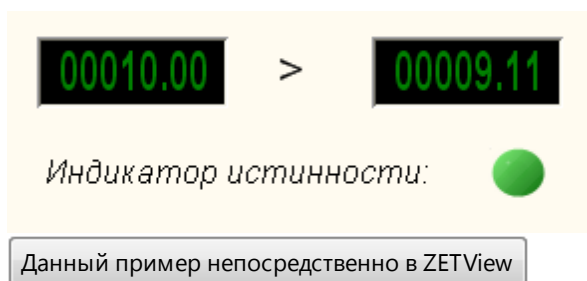 00010.00 > 00009.11
Индикатор истинности:
Данный пример непосредственно в ZETView